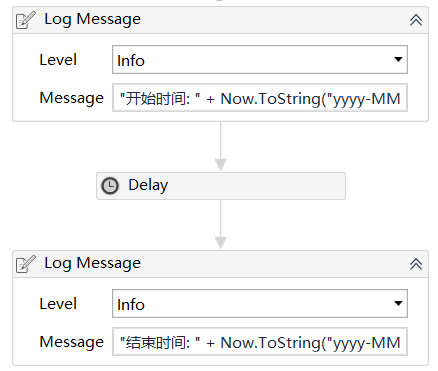 Log Message
Level Info
Message "开始时间: " + Now.ToString("yyyy-MM
Delay
Log Message
Level Info
Message "结束时间: " + Now.ToString("yyyy-MM